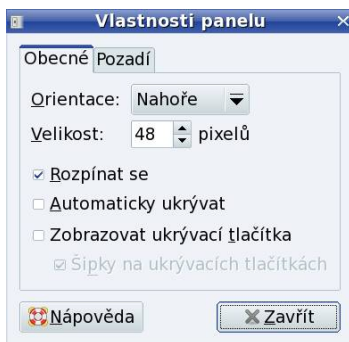 Vlastnosti panelu
Obecné Pozadí
Orientace: Nahoře
Velikost: 48 pixelů
Rozpínat se
Automaticky ukrývat
Zobrazovat ukrývací tlačítka
Šipky na ukrývacích tlačítkách
Nápověda Zavřít